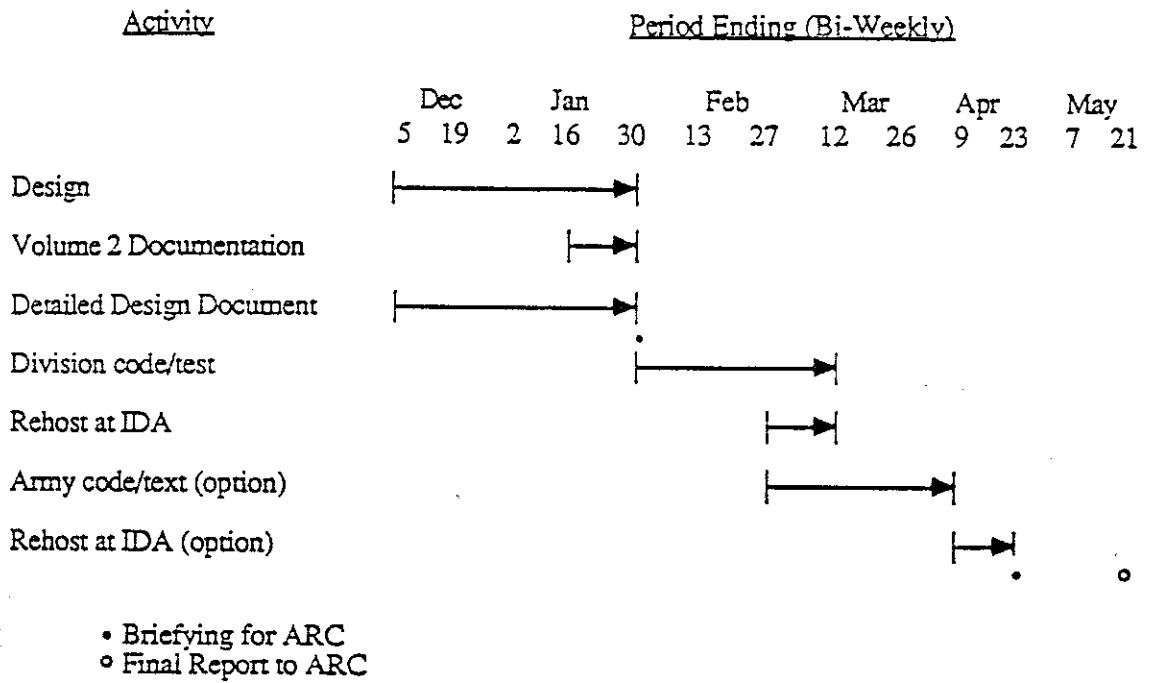 Activity Period Ending (Bi-Weekly)
Dec Jan Feb Mar Apr May
5 19 2 16 30 13 27 12 26 9 23 7 21
Design
Volume 2 Documentation
Detailed Design Document
Division code/test
Rehost at IDA
Army code/text (option)
Rehost at IDA (option)
• Briefying for ARC
° Final Report to ARC